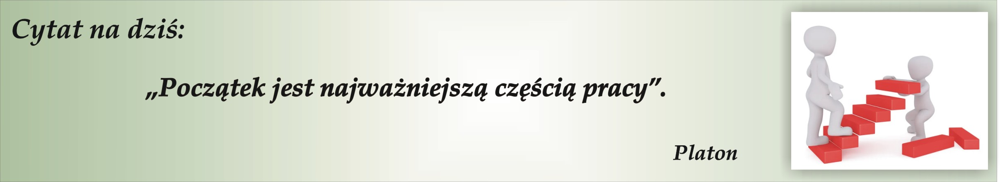 Cytat na dziś:
„Początek jest najważniejszą częścią pracy”.
Platon